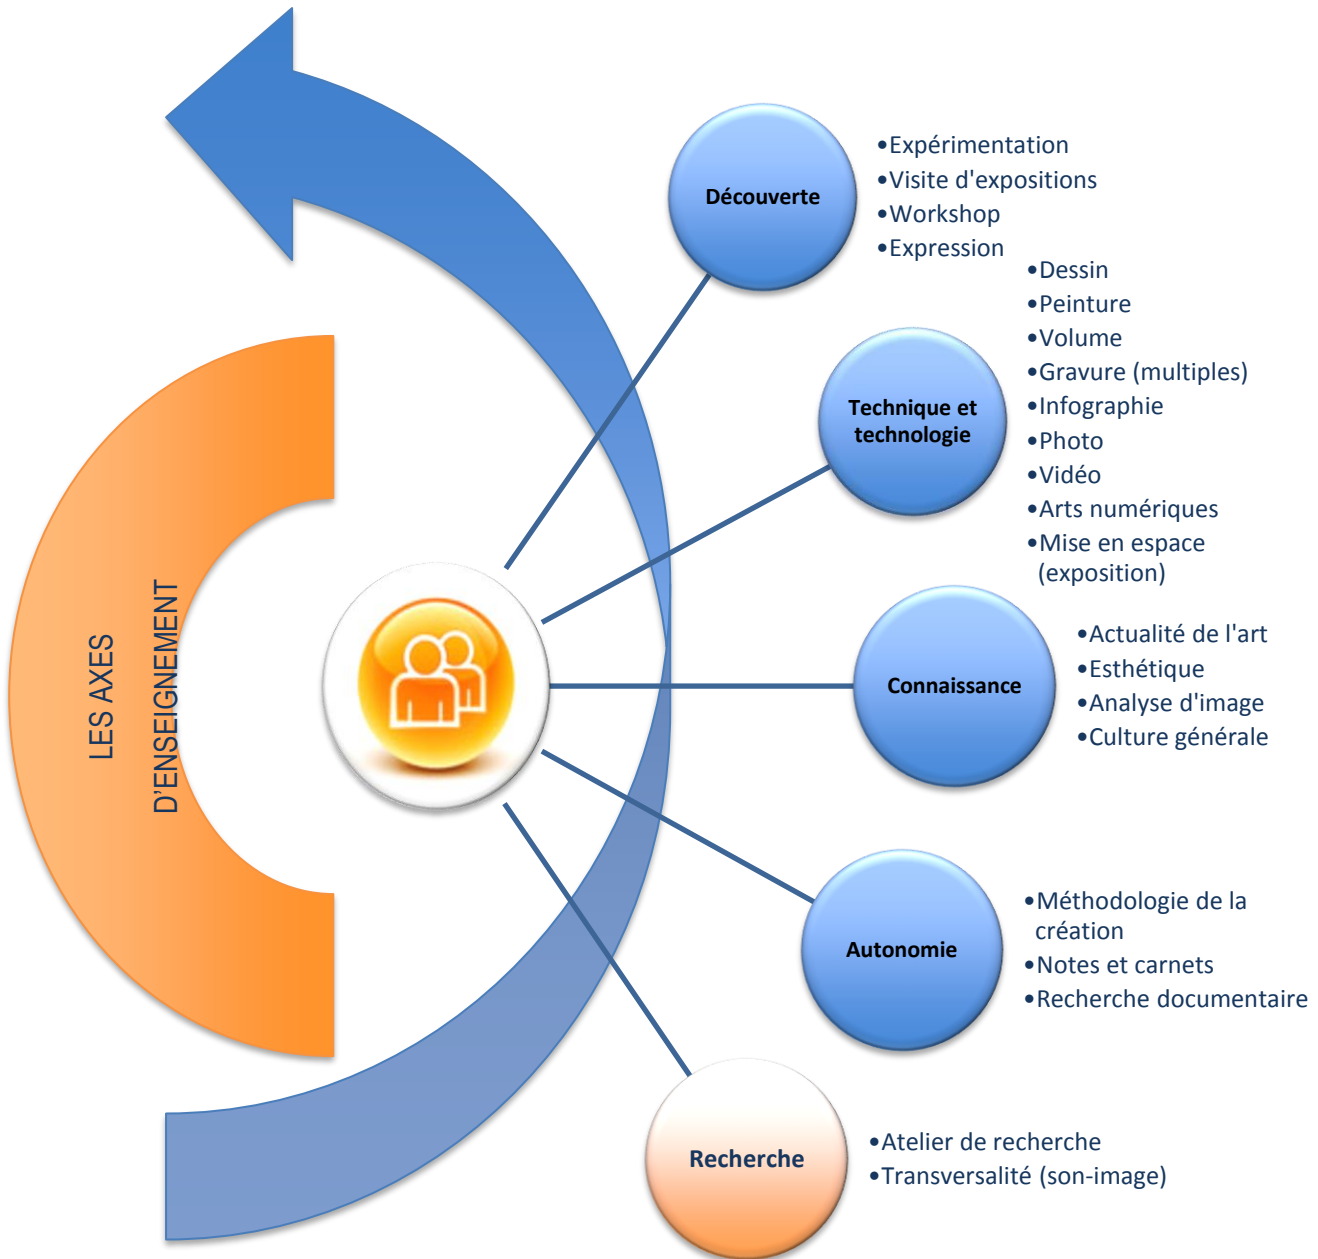 LES AXES
D'ENSEIGNEMENT
Découverte
•Expérimentation
•Visite d'expositions
•Workshop
•Expression
Technique et
technologie
•Dessin
•Peinture
•Volume
•Gravure (multiples)
•Infographie
•Photo
•Vidéo
•Arts numériques
•Mise en espace
(exposition)
Connaissance
•Actualité de l'art
•Esthétique
•Analyse d'image
•Culture générale
Autonomie
•Méthodologie de la
création
•Notes et carnets
•Recherche documentaire
Recherche
•Atelier de recherche
•Transversalité (son-image)